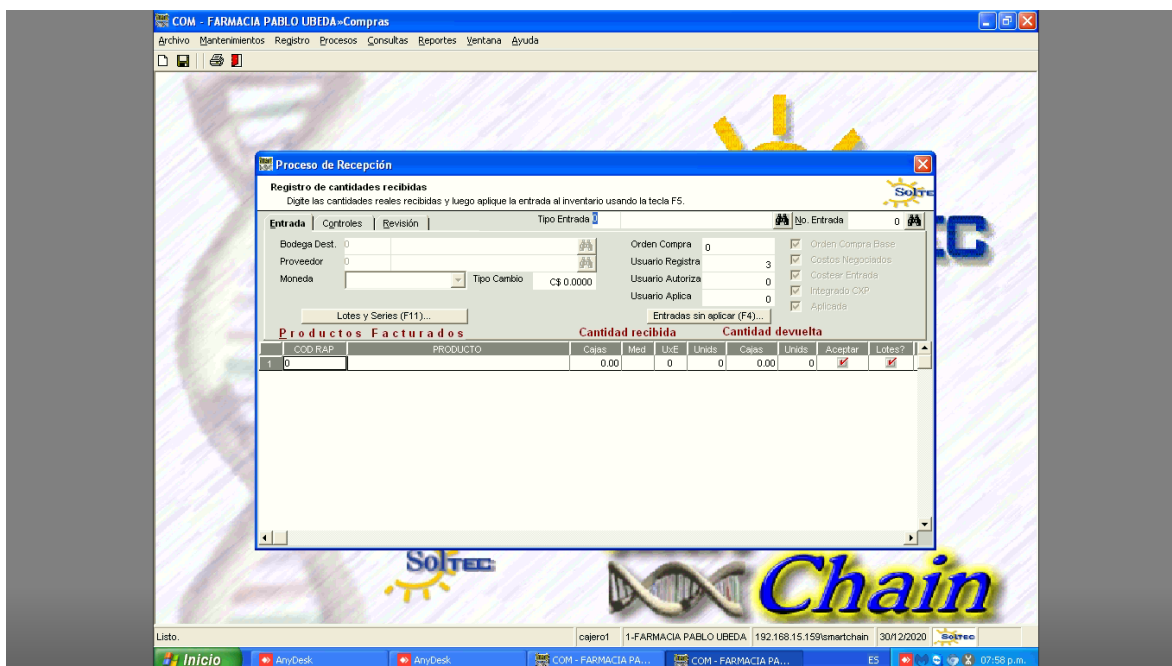 COM - FARMACIA PABLO UBEDA»Compras
Archivo Mantenimientos Registro Procesos Consultas Reportes Ventana Ayuda
Proceso de Recepción
Registro de cantidades recibidas
Digite las cantidades reales recibidas y luego aplique la entrada al inventario usando la tecla F5.
Entrada Controles Revisión Tipo Entrada 0 No. Entrada 0
Bodega Dest. 0 Orden Compra 0 Orden Compra Base
Proveedor 0 Usuario Registra 3 Costos Negociados
Moneda Tipo Cambio C$ 0.0000 Usuario Autoriza 0 Costear Entrada
Integrado CXP
Usuario Aplica 0 Aplicada
Lotes y Series (F11)... Entradas sin aplicar (F4)...
Productos Facturados Cantidad recibida Cantidad devuelta
COD RAP PRODUCTO Cajas Med UxE Unids Cajas Unids Aceptar Lotes?
1 0 0.00 0 0 0.00 0
SolTEC
Chain
Listo. cajero1 1-FARMACIA PABLO UBEDA 192.168.15.159\smartchain 30/12/2020 SolTEC
Inicio AnyDesk AnyDesk COM - FARMACIA PA... COM - FARMACIA PA... ES 07:58 p.m.